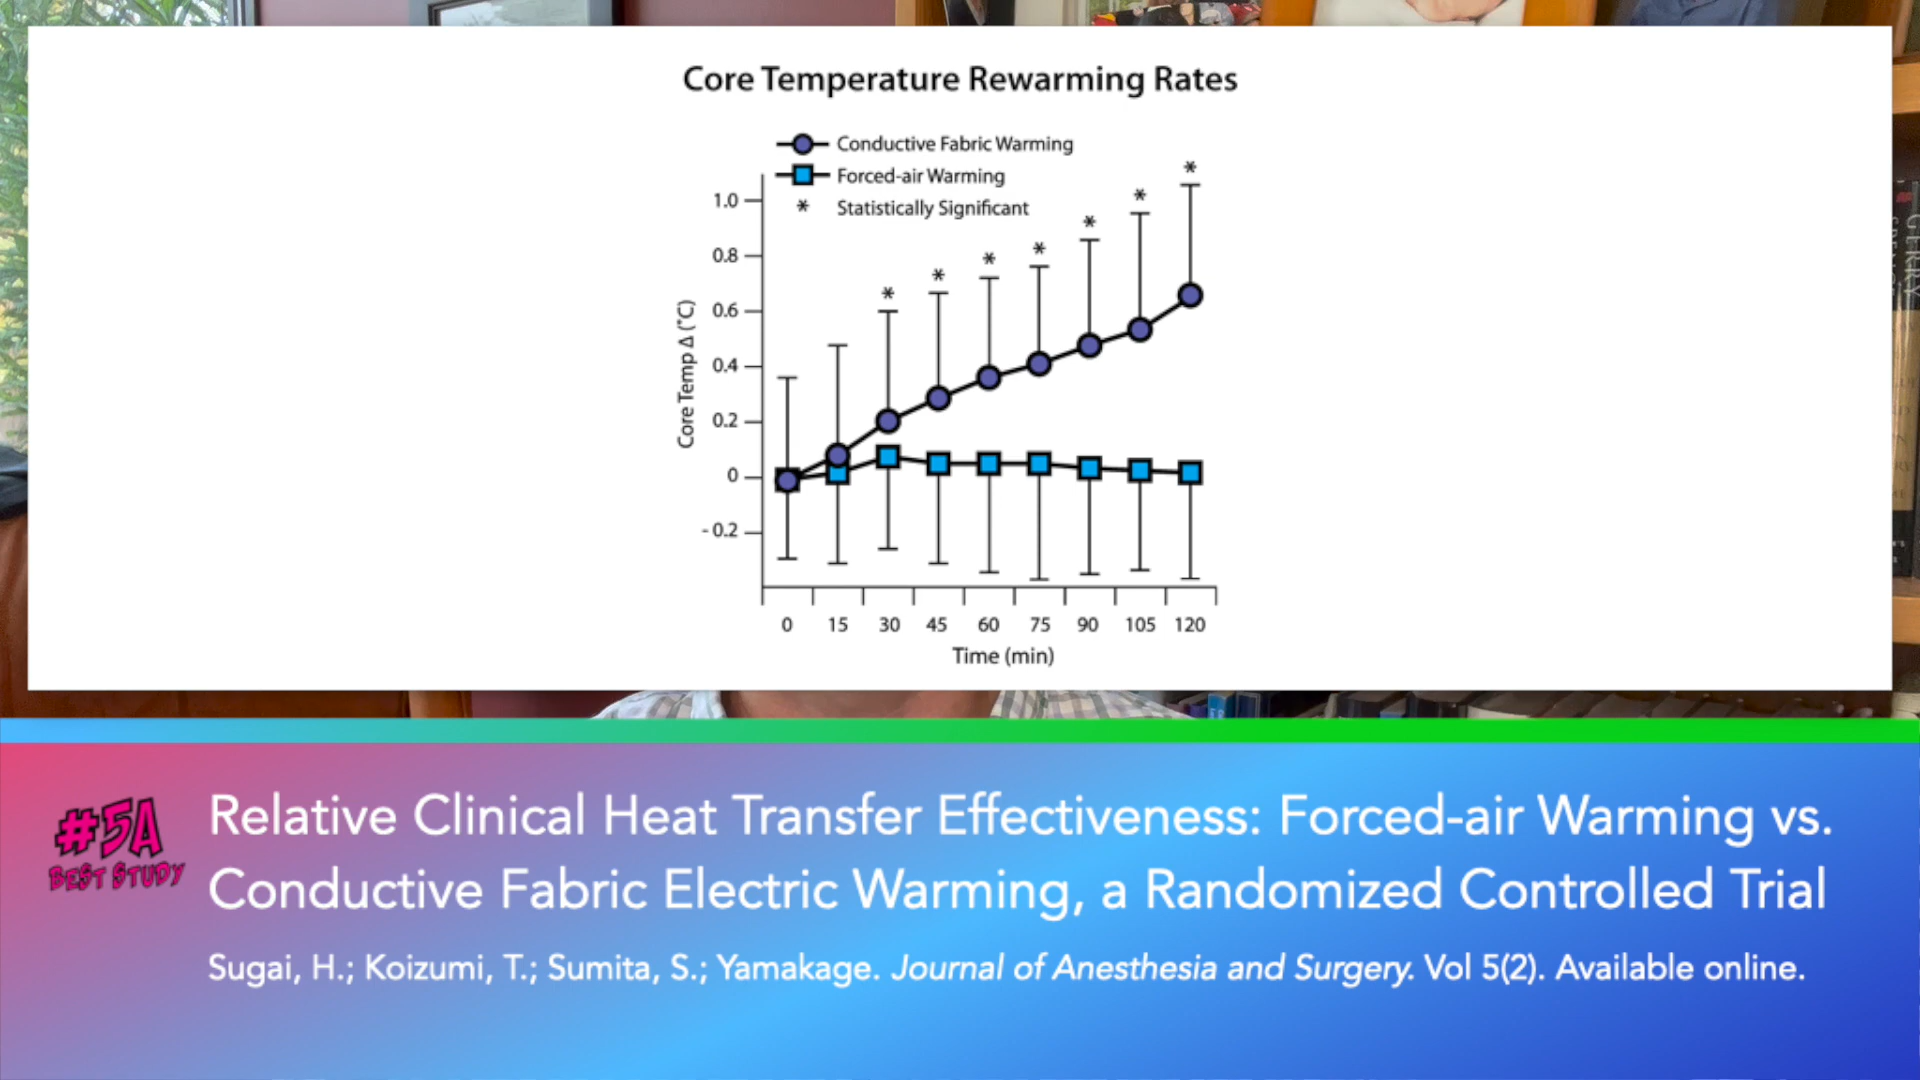 Core Temperature Rewarming Rates
Conductive Fabric Warming
Forced-air Warming
* Statistically Significant
* * * * * * *
1.0
0.8
0.6
0.4
0.2
0
- 0.2
Core Temp Δ (°C)
0 15 30 45 60 75 90 105 120
Time (min)
#5A
BEST STUDY
Relative Clinical Heat Transfer Effectiveness: Forced-air Warming vs.
Conductive Fabric Electric Warming, a Randomized Controlled Trial
Sugai, H.; Koizumi, T.; Sumita, S.; Yamakage. Journal of Anesthesia and Surgery. Vol 5(2). Available online.